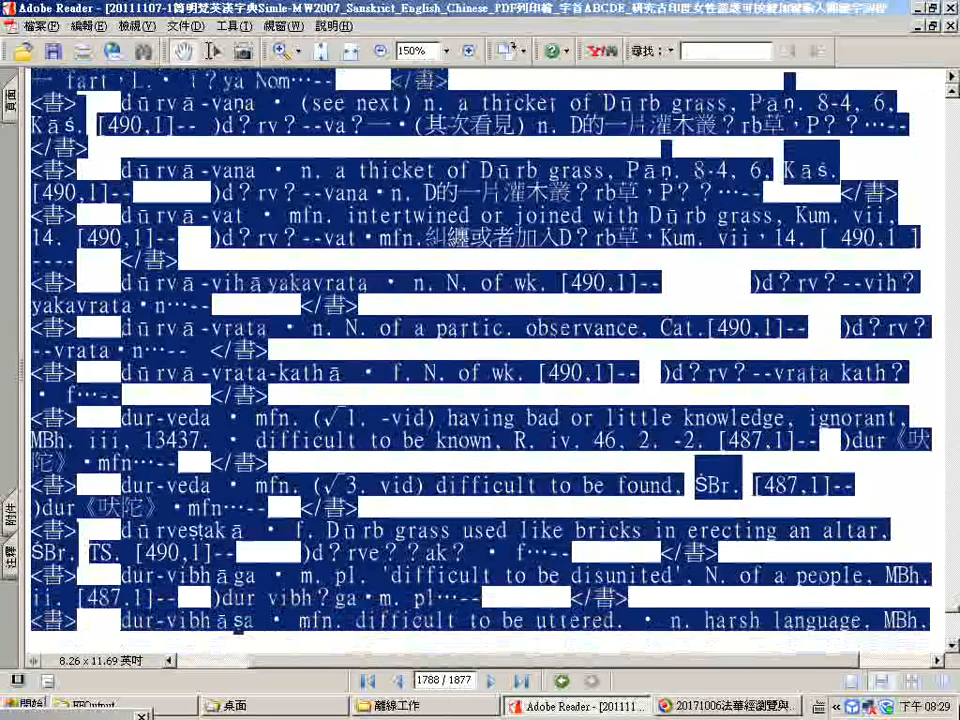 Adobe Reader - [20111107-1簡明梵英漢字典Simle-MW2007_Sanskrict_English_Chinese_PDF列印檔_字首ABCDE_研究古印度女性
檔案(F) 編輯(E) 檢視(V) 文件(D) 工具(T) 視窗(W) 說明(H)
150% 尋找：
頁面
一 fart, L. ˙ ī？ya Nom…-- </書>
<書> dūrvā-vaṇa ˙ (see next) n. a thicket of Dūrb grass, Pāṇ. 8-4, 6,
Kāś. [490,1]-- )d？rv？--va？一˙(其次看見) n. D的一片灌木叢？rb草，P？？…--
</書>
<書> dūrvā-vana ˙ n. a thicket of Dūrb grass, Pāṇ. 8-4, 6, Kāś.
[490,1]-- )d？rv？--vana˙n. D的一片灌木叢？rb草，P？？…-- </書>
<書> dūrvā-vat ˙ mfn. intertwined or joined with Dūrb grass, Kum. vii,
14. [490,1]-- )d？rv？--vat˙mfn.糾纏或者加入D？rb草，Kum. vii，14. [ 490,1 ]
---- </書>
<書> dūrvā-vihāyakavrata ˙ n. N. of wk. [490,1]-- )d？rv？--vih？
yakavrata˙n…-- </書>
<書> dūrvā-vrata ˙ n. N. of a partic. observance, Cat.[490,1]-- )d？rv？
--vrata˙n…-- </書>
<書> dūrvā-vrata-kathā ˙ f. N. of wk. [490,1]-- )d？rv？--vrata kath？
˙ f…-- </書>
<書> dur-veda ˙ mfn. (√1. -vid) having bad or little knowledge, ignorant,
MBh. iii, 13437. ˙ difficult to be known, R. iv. 46, 2. -2. [487,1]-- )dur《吠
陀》˙mfn…-- </書>
<書> dur-veda ˙ mfn. (√3. vid) difficult to be found, ŚBr. [487,1]--
)dur《吠陀》 ˙mfn…-- </書>
<書> dūrveṣṭakā ˙ f. Dūrb grass used like bricks in erecting an altar,
ŚBr. TS. [490,1]-- )d？rve？？ak？ ˙ f…-- </書>
<書> dur-vibhāga ˙ m. pl. 'difficult to be disunited', N. of a people, MBh.
ii. [487,1]-- )dur vibh？ga˙m. pl…-- </書>
<書> dur-vibhāṣa ˙ mfn. difficult to be uttered. ˙ n. harsh language, MBh.
附件
註釋
8.26 x 11.69 英吋
1788 / 1877
開始 FFOutput 桌面 離線工作 Adobe Reader - [201111... 20171006法華經瀏覽與... 下午 08:29